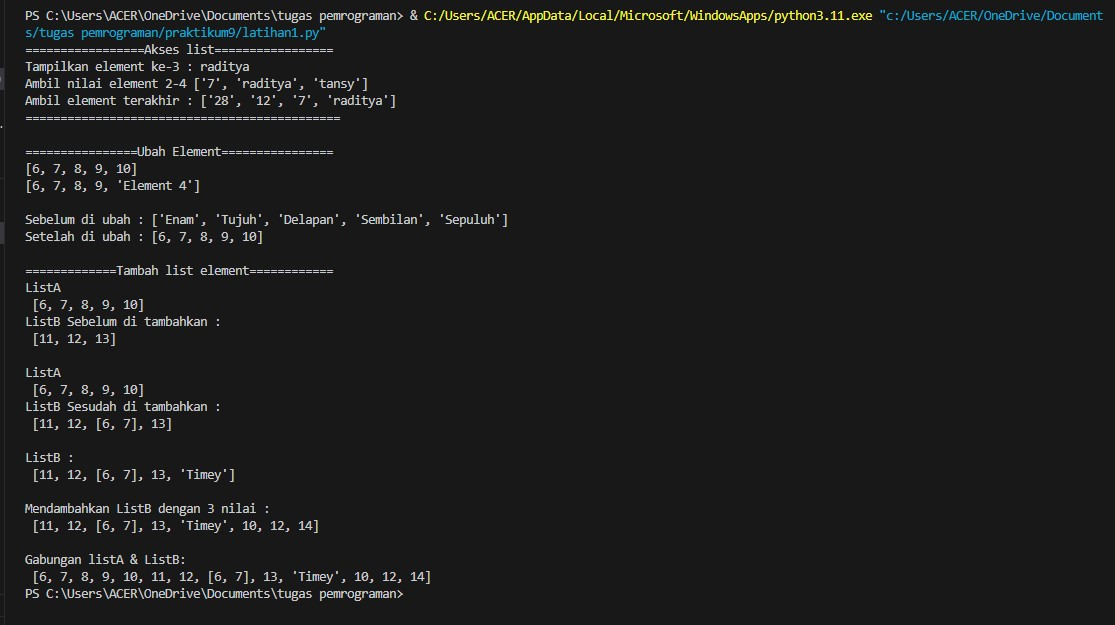 PS C:\Users\ACER\OneDrive\Documents\tugas pemrograman> & C:/Users/ACER/AppData/Local/Microsoft/WindowsApps/python3.11.exe "c:/Users/ACER/OneDrive/Document
s/tugas pemrograman/praktikum9/latihan1.py"
=================Akses list=================
Tampilkan element ke-3 : raditya
Ambil nilai element 2-4 ['7', 'raditya', 'tansy']
Ambil element terakhir : ['28', '12', '7', 'raditya']
=============================================
================Ubah Element================
[6, 7, 8, 9, 10]
[6, 7, 8, 9, 'Element 4']
Sebelum di ubah : ['Enam', 'Tujuh', 'Delapan', 'Sembilan', 'Sepuluh']
Setelah di ubah : [6, 7, 8, 9, 10]
=============Tambah list element============
ListA
 [6, 7, 8, 9, 10]
ListB Sebelum di tambahkan :
 [11, 12, 13]
ListA
 [6, 7, 8, 9, 10]
ListB Sesudah di tambahkan :
 [11, 12, [6, 7], 13]
ListB :
 [11, 12, [6, 7], 13, 'Timey']
Mendambahkan ListB dengan 3 nilai :
 [11, 12, [6, 7], 13, 'Timey', 10, 12, 14]
Gabungan listA & ListB:
 [6, 7, 8, 9, 10, 11, 12, [6, 7], 13, 'Timey', 10, 12, 14]
PS C:\Users\ACER\OneDrive\Documents\tugas pemrograman>